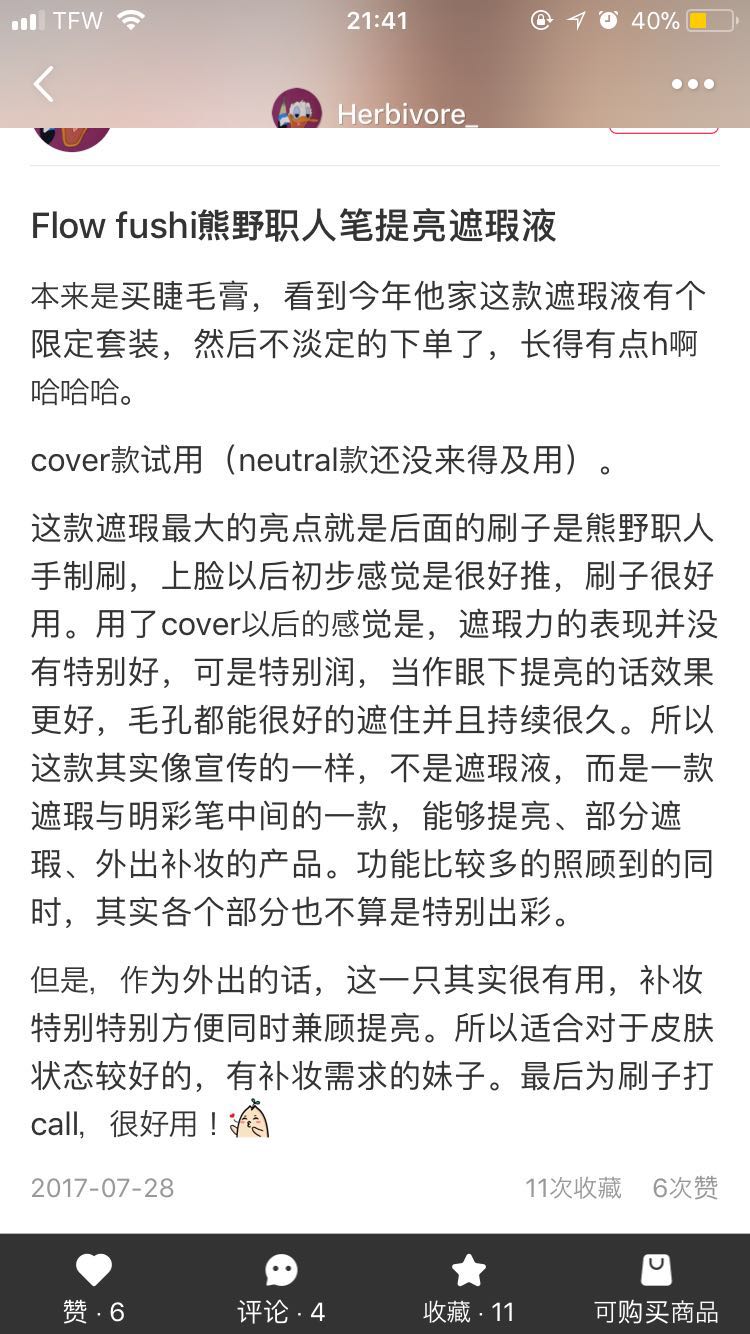 TFW 21:41 40%
Herbivore_
Flow fushi熊野职人笔提亮遮瑕液
本来是买睫毛膏，看到今年他家这款遮瑕液有个
限定套装，然后不淡定的下单了，长得有点h啊
哈哈哈。
cover款试用（neutral款还没来得及用）。
这款遮瑕最大的亮点就是后面的刷子是熊野职人
手制刷，上脸以后初步感觉是很好推，刷子很好
用。用了cover以后的感觉是，遮瑕力的表现并没
有特别好，可是特别润，当作眼下提亮的话效果
更好，毛孔都能很好的遮住并且持续很久。所以
这款其实像宣传的一样，不是遮瑕液，而是一款
遮瑕与明彩笔中间的一款，能够提亮、部分遮
瑕、外出补妆的产品。功能比较多的照顾到的同
时，其实各个部分也不算是特别出彩。
但是，作为外出的话，这一只其实很有用，补妆
特别特别方便同时兼顾提亮。所以适合对于皮肤
状态较好的，有补妆需求的妹子。最后为刷子打
call，很好用！
2017-07-28 11次收藏 6次赞
赞 · 6 评论 · 4 收藏 · 11 可购买商品